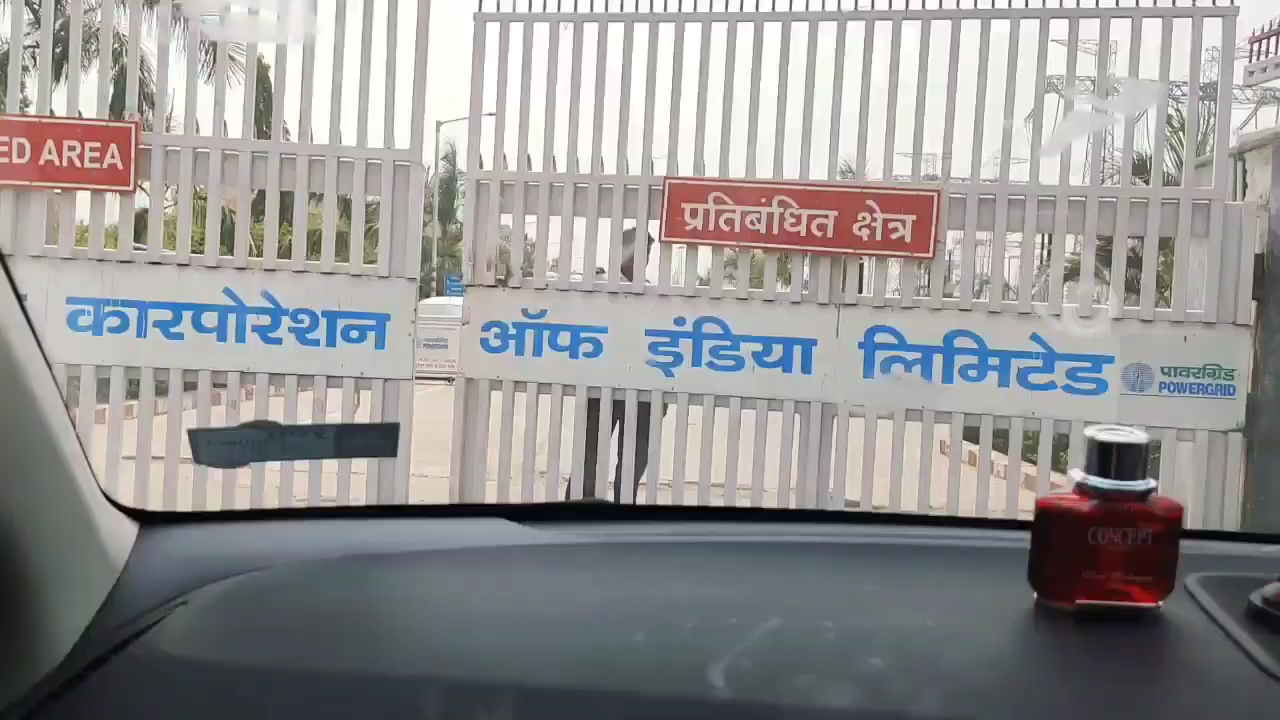 ED AREA
प्रतिबंधित क्षेत्र
कारपोरेशन ऑफ इंडिया लिमिटेड
पावरग्रिड
POWERGRID
CONCEPT